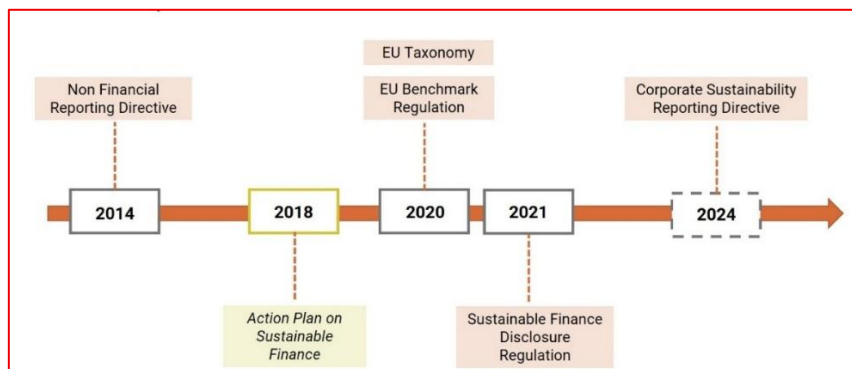 EU Taxonomy
Non Financial
Reporting Directive
EU Benchmark
Regulation
Corporate Sustainability
Reporting Directive
2014
2018
2020
2021
2024
Action Plan on
Sustainable
Finance
Sustainable Finance
Disclosure
Regulation